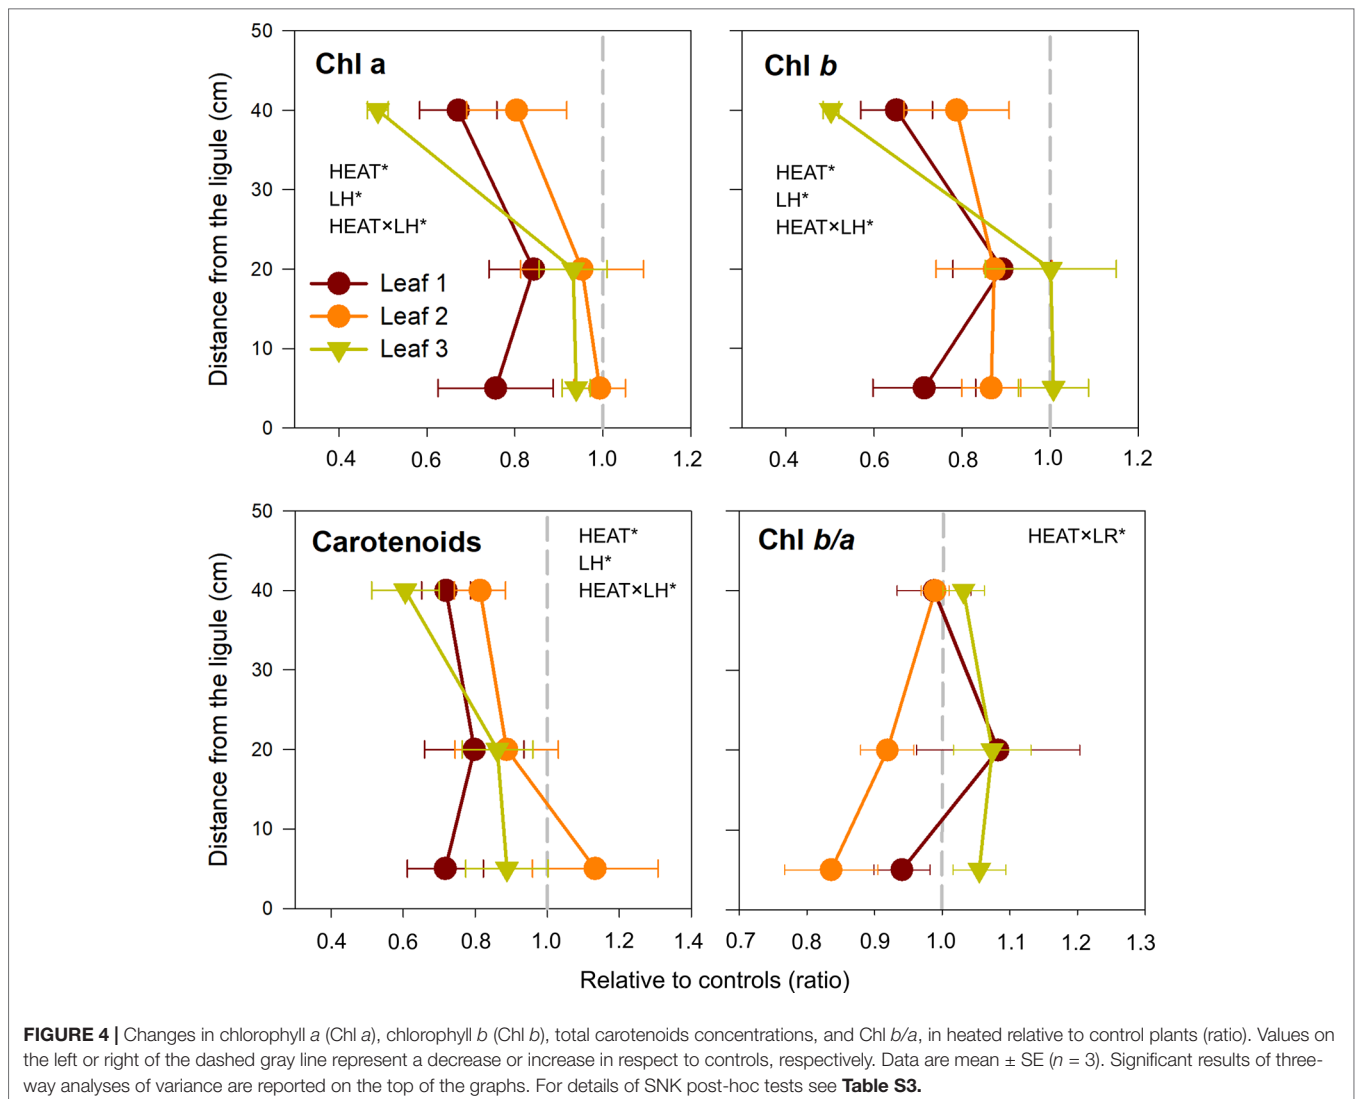 50
40
30
20
10
0
Distance from the ligule (cm)
Chl a
HEAT*
LH*
HEAT×LH*
Leaf 1
Leaf 2
Leaf 3
0.4 0.6 0.8 1.0 1.2
Chl b
HEAT*
LH*
HEAT×LH*
0.4 0.6 0.8 1.0 1.2
50
40
30
20
10
0
Distance from the ligule (cm)
Carotenoids
HEAT*
LH*
HEAT×LH*
0.4 0.6 0.8 1.0 1.2 1.4
Chl b/a
HEAT×LR*
0.7 0.8 0.9 1.0 1.1 1.2 1.3
Relative to controls (ratio)
FIGURE 4 | Changes in chlorophyll a (Chl a), chlorophyll b (Chl b), total carotenoids concentrations, and Chl b/a, in heated relative to control plants (ratio). Values on
the left or right of the dashed gray line represent a decrease or increase in respect to controls, respectively. Data are mean ± SE (n = 3). Significant results of three-
way analyses of variance are reported on the top of the graphs. For details of SNK post-hoc tests see Table S3.